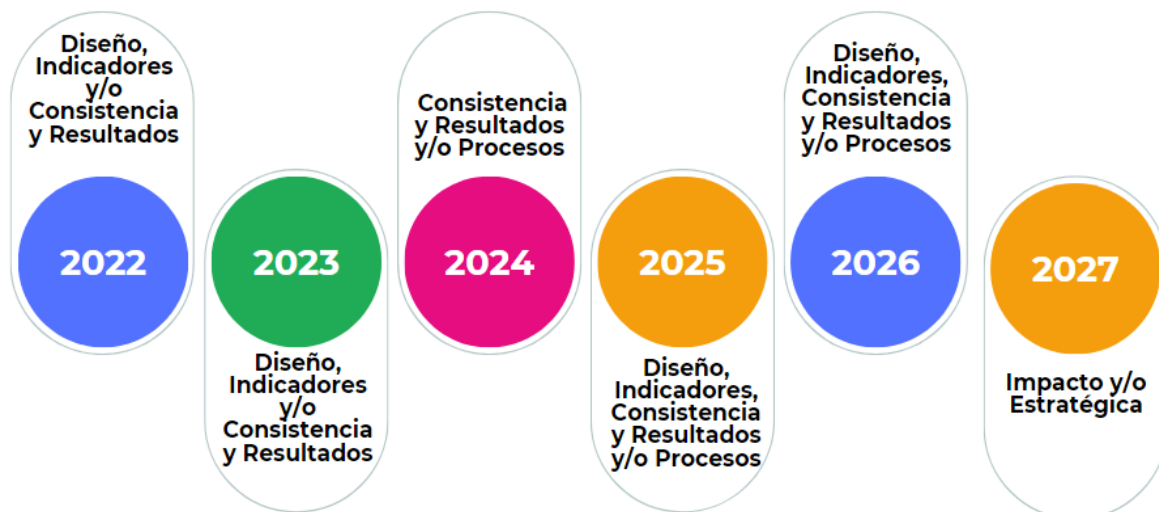 Diseño,
Indicadores
y/o
Consistencia
y Resultados
2022
2023
Diseño,
Indicadores
y/o
Consistencia
y Resultados
Consistencia
y Resultados
y/o Procesos
2024
2025
Diseño,
Indicadores,
Consistencia
y Resultados
y/o Procesos
Diseño,
Indicadores,
Consistencia
y Resultados
y/o Procesos
2026
2027
Impacto y/o
Estratégica